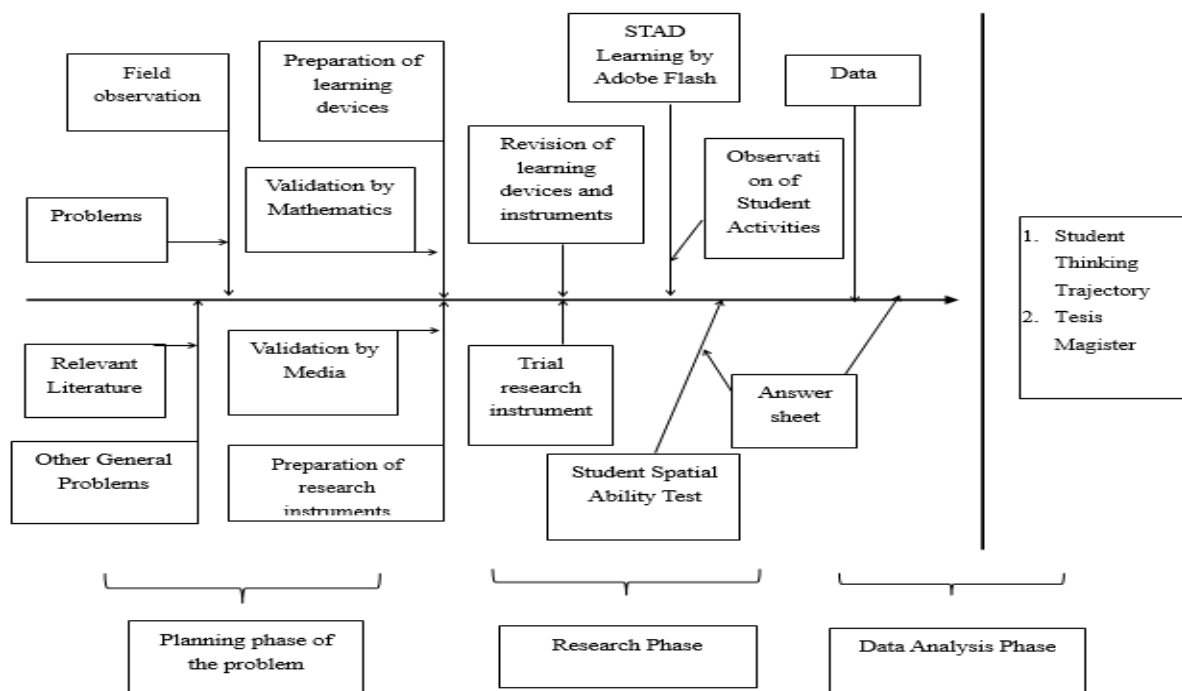 Field
observation
Preparation of
learning
devices
STAD
Learning by
Adobe Flash
Data
Problems
Validation by
Mathematics
Revision of
learning
devices and
instruments
Observati
on of
Student
Activities
1. Student
Thinking
Trajectory
2. Tesis
Magister
Relevant
Literature
Validation by
Media
Trial
research
instrument
Answer
sheet
Other General
Problems
Preparation of
research
instruments
Student Spatial
Ability Test
Planning phase of
the problem
Research Phase
Data Analysis Phase